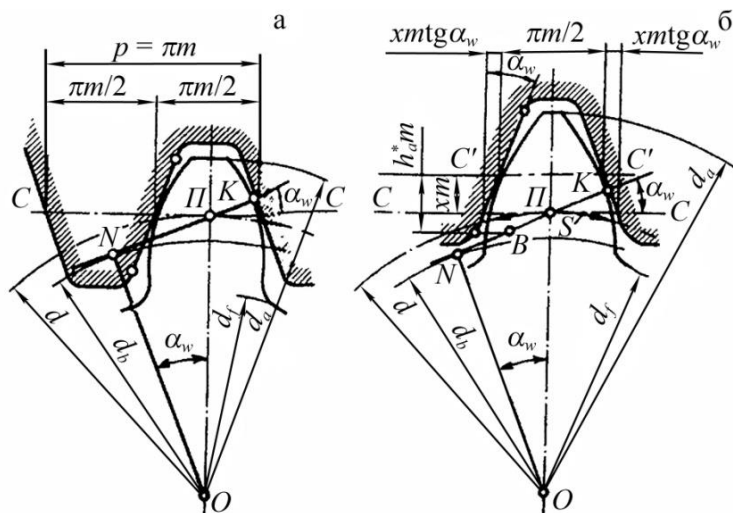 а
p = πm
πm/2
πm/2
C
П
K
α_w
C
N
d
d_b
α_w
d_f
d_a
O
б
xmtgα_w
πm/2
xmtgα_w
α_w
h*_a m
xm
C′
C′
C
П
K
α_w
C
S′
B
N
d
d_b
α_w
d_f
d_a
O